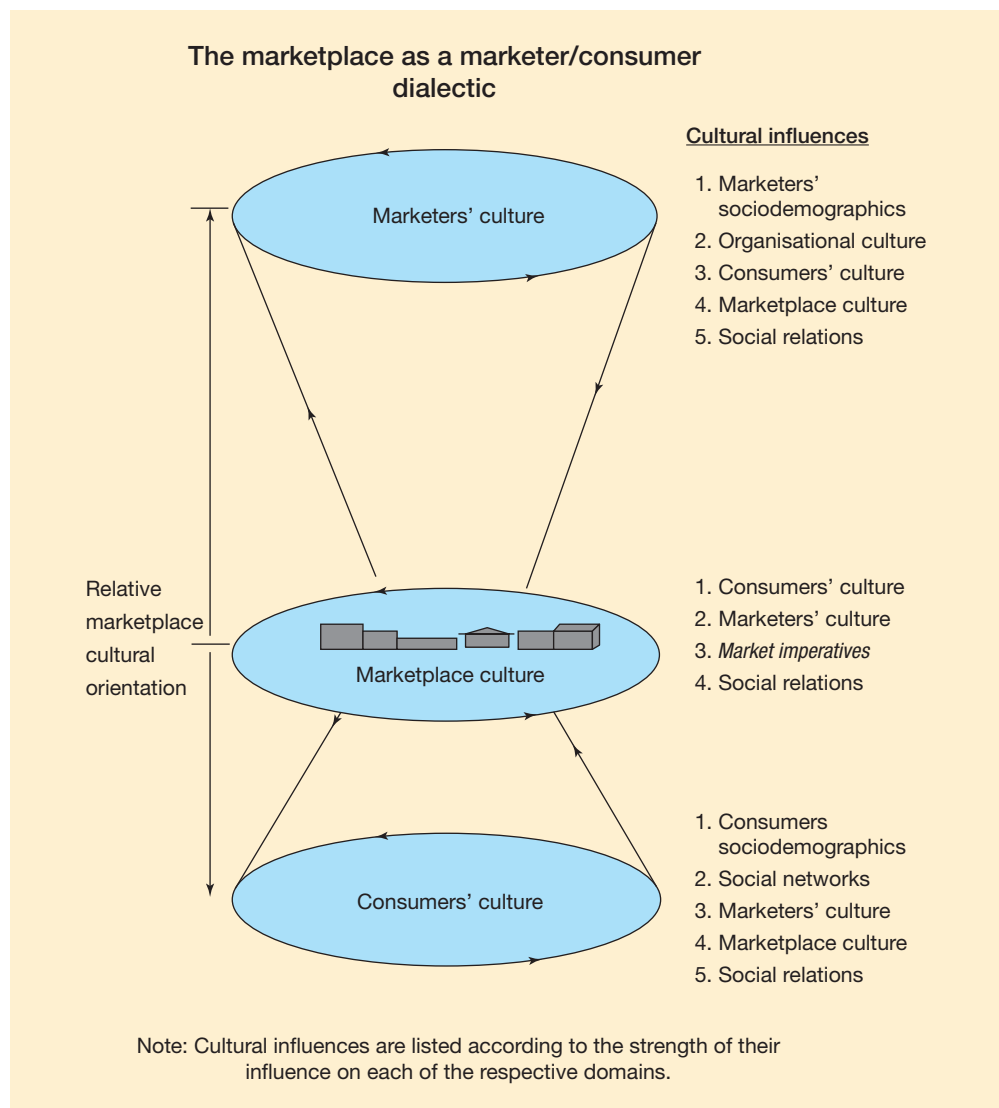 The marketplace as a marketer/consumer
dialectic
Cultural influences
Marketers’ culture
1. Marketers’
sociodemographics
2. Organisational culture
3. Consumers’ culture
4. Marketplace culture
5. Social relations
Relative
marketplace
cultural
orientation
Marketplace culture
1. Consumers’ culture
2. Marketers’ culture
3. Market imperatives
4. Social relations
Consumers’ culture
1. Consumers
sociodemographics
2. Social networks
3. Marketers’ culture
4. Marketplace culture
5. Social relations
Note: Cultural influences are listed according to the strength of their
influence on each of the respective domains.